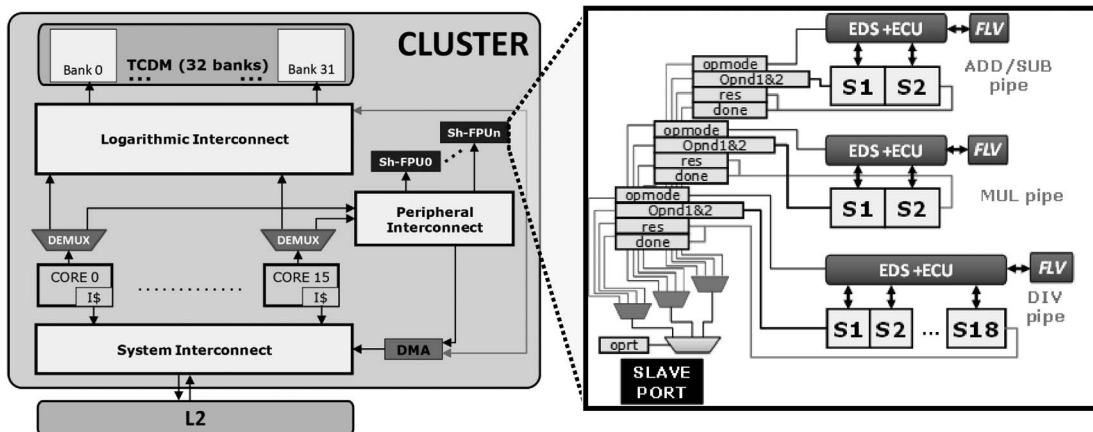 CLUSTER
TCDM (32 banks)
Bank 0
... ...
Bank 31
Logarithmic Interconnect
Sh-FPUn
Sh-FPU0
Peripheral
Interconnect
DEMUX
DEMUX
CORE 0
I$
CORE 15
I$
System Interconnect
DMA
L2
EDS +ECU
FLV
ADD/SUB
pipe
S1
S2
opmode
Opnd1&2
res
done
EDS +ECU
FLV
MUL pipe
S1
S2
opmode
Opnd1&2
res
done
EDS +ECU
FLV
DIV
pipe
S1
S2
...
S18
opmode
Opnd1&2
res
done
oprt
SLAVE
PORT